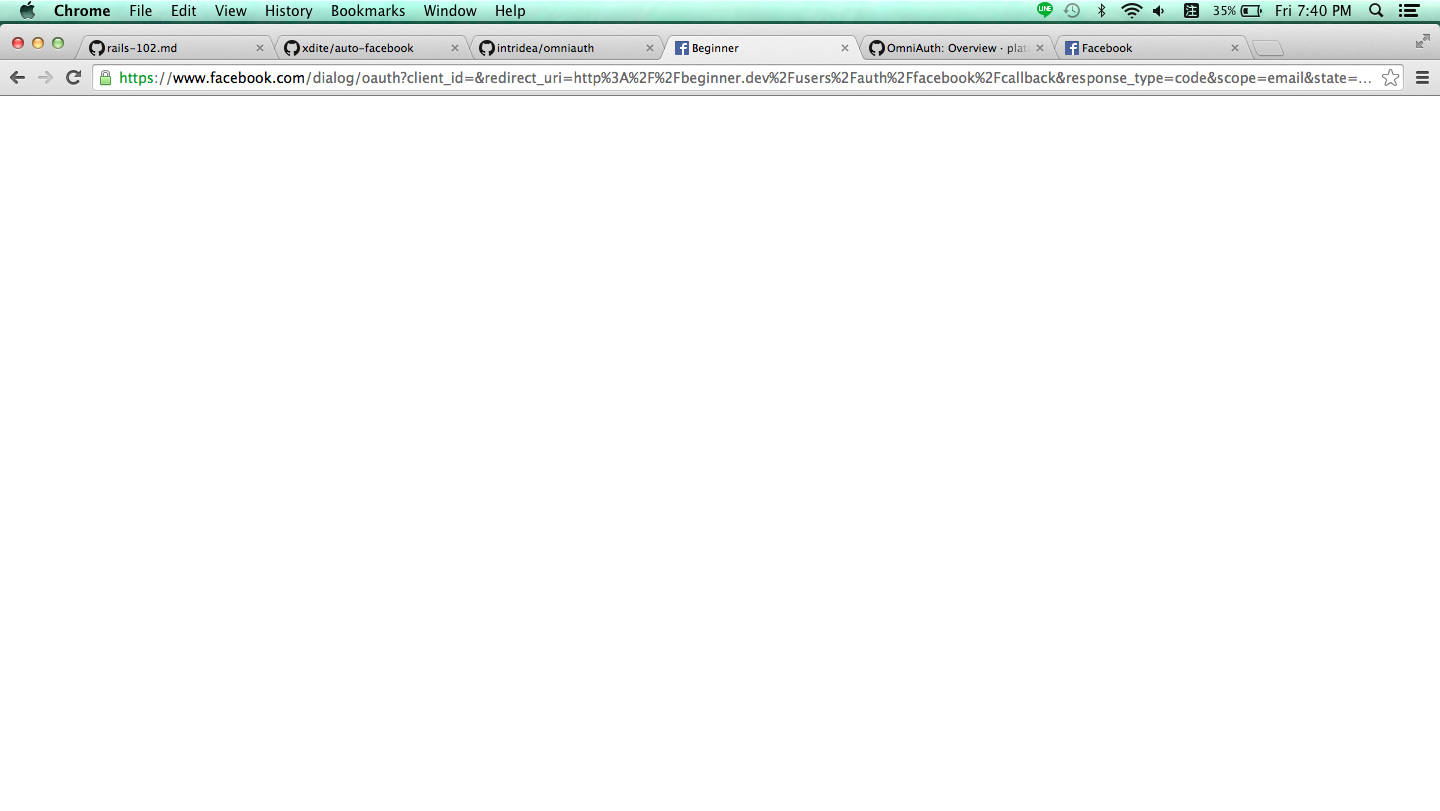 Chrome File Edit View History Bookmarks Window Help LINE 注 35% Fri 7:40 PM
rails-102.md xdite/auto-facebook intridea/omniauth Beginner OmniAuth: Overview · plat Facebook
https://www.facebook.com/dialog/oauth?client_id=&redirect_uri=http%3A%2F%2Fbeginner.dev%2Fusers%2Fauth%2Ffacebook%2Fcallback&response_type=code&scope=email&state=...